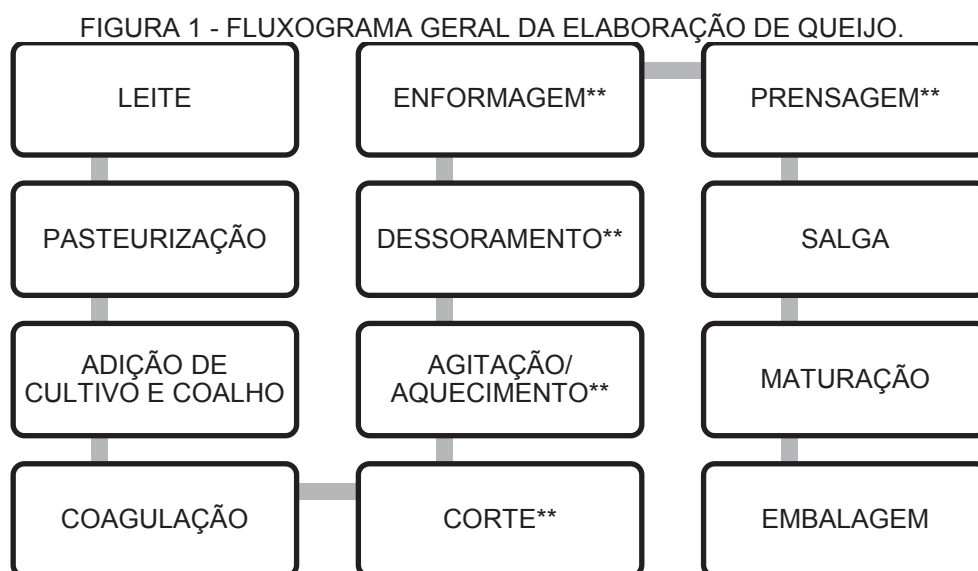 FIGURA 1 - FLUXOGRAMA GERAL DA ELABORAÇÃO DE QUEIJO.
LEITE
PASTEURIZAÇÃO
ADIÇÃO DE
CULTIVO E COALHO
COAGULAÇÃO
CORTE**
AGITAÇÃO/
AQUECIMENTO**
DESSORAMENTO**
ENFORMAGEM**
PRENSAGEM**
SALGA
MATURAÇÃO
EMBALAGEM